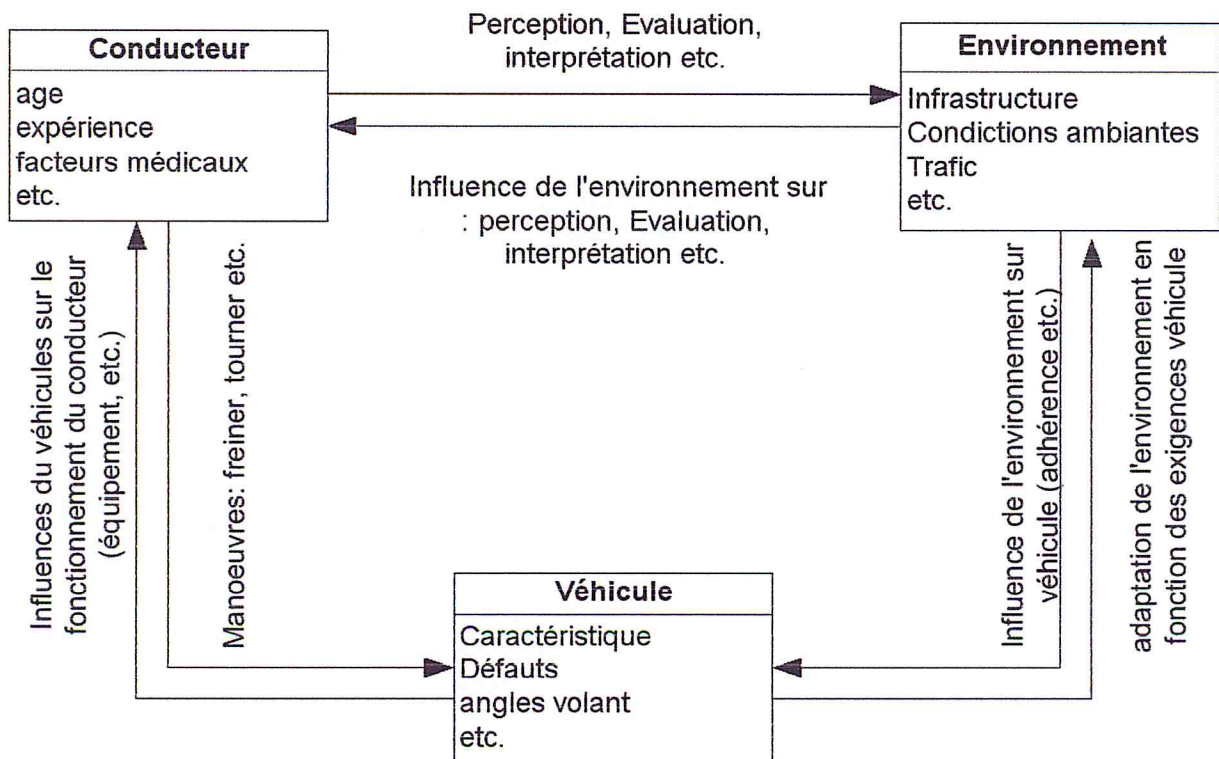 Conducteur
age
expérience
facteurs médicaux
etc.
Perception, Evaluation,
interprétation etc.
Environnement
Infrastructure
Condictions ambiantes
Trafic
etc.
Influence de l'environnement sur
: perception, Evaluation,
interprétation etc.
Influences du véhicules sur le
fonctionnement du conducteur
(équipement, etc.)
Manoeuvres: freiner, tourner etc.
Influence de l'environnement sur
véhicule (adhérence etc.)
adaptation de l'environnement en
fonction des exigences véhicule
Véhicule
Caractéristique
Défauts
angles volant
etc.